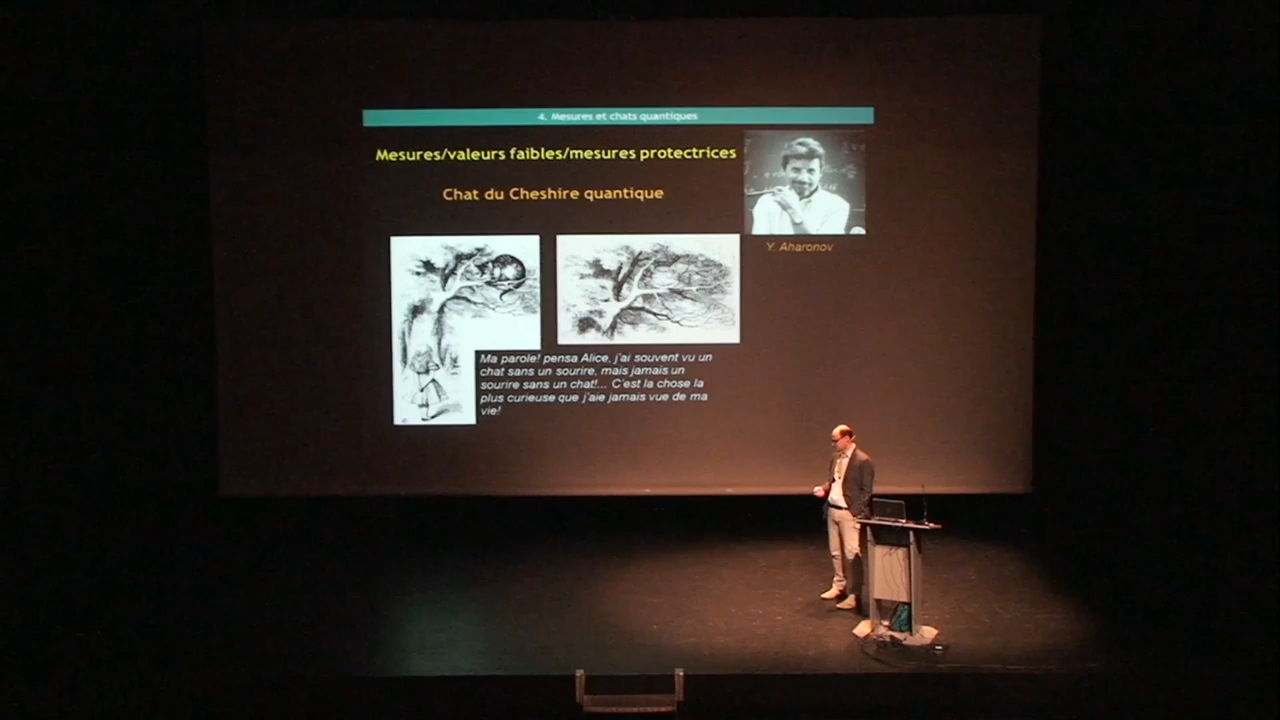 4. Mesures et chats quantiques
Mesures/valeurs faibles/mesures protectrices
Chat du Cheshire quantique
Y. Aharonov
Ma parole! pensa Alice, j'ai souvent vu un
chat sans un sourire, mais jamais un
sourire sans un chat!... C'est la chose la
plus curieuse que j'aie jamais vue de ma
vie!